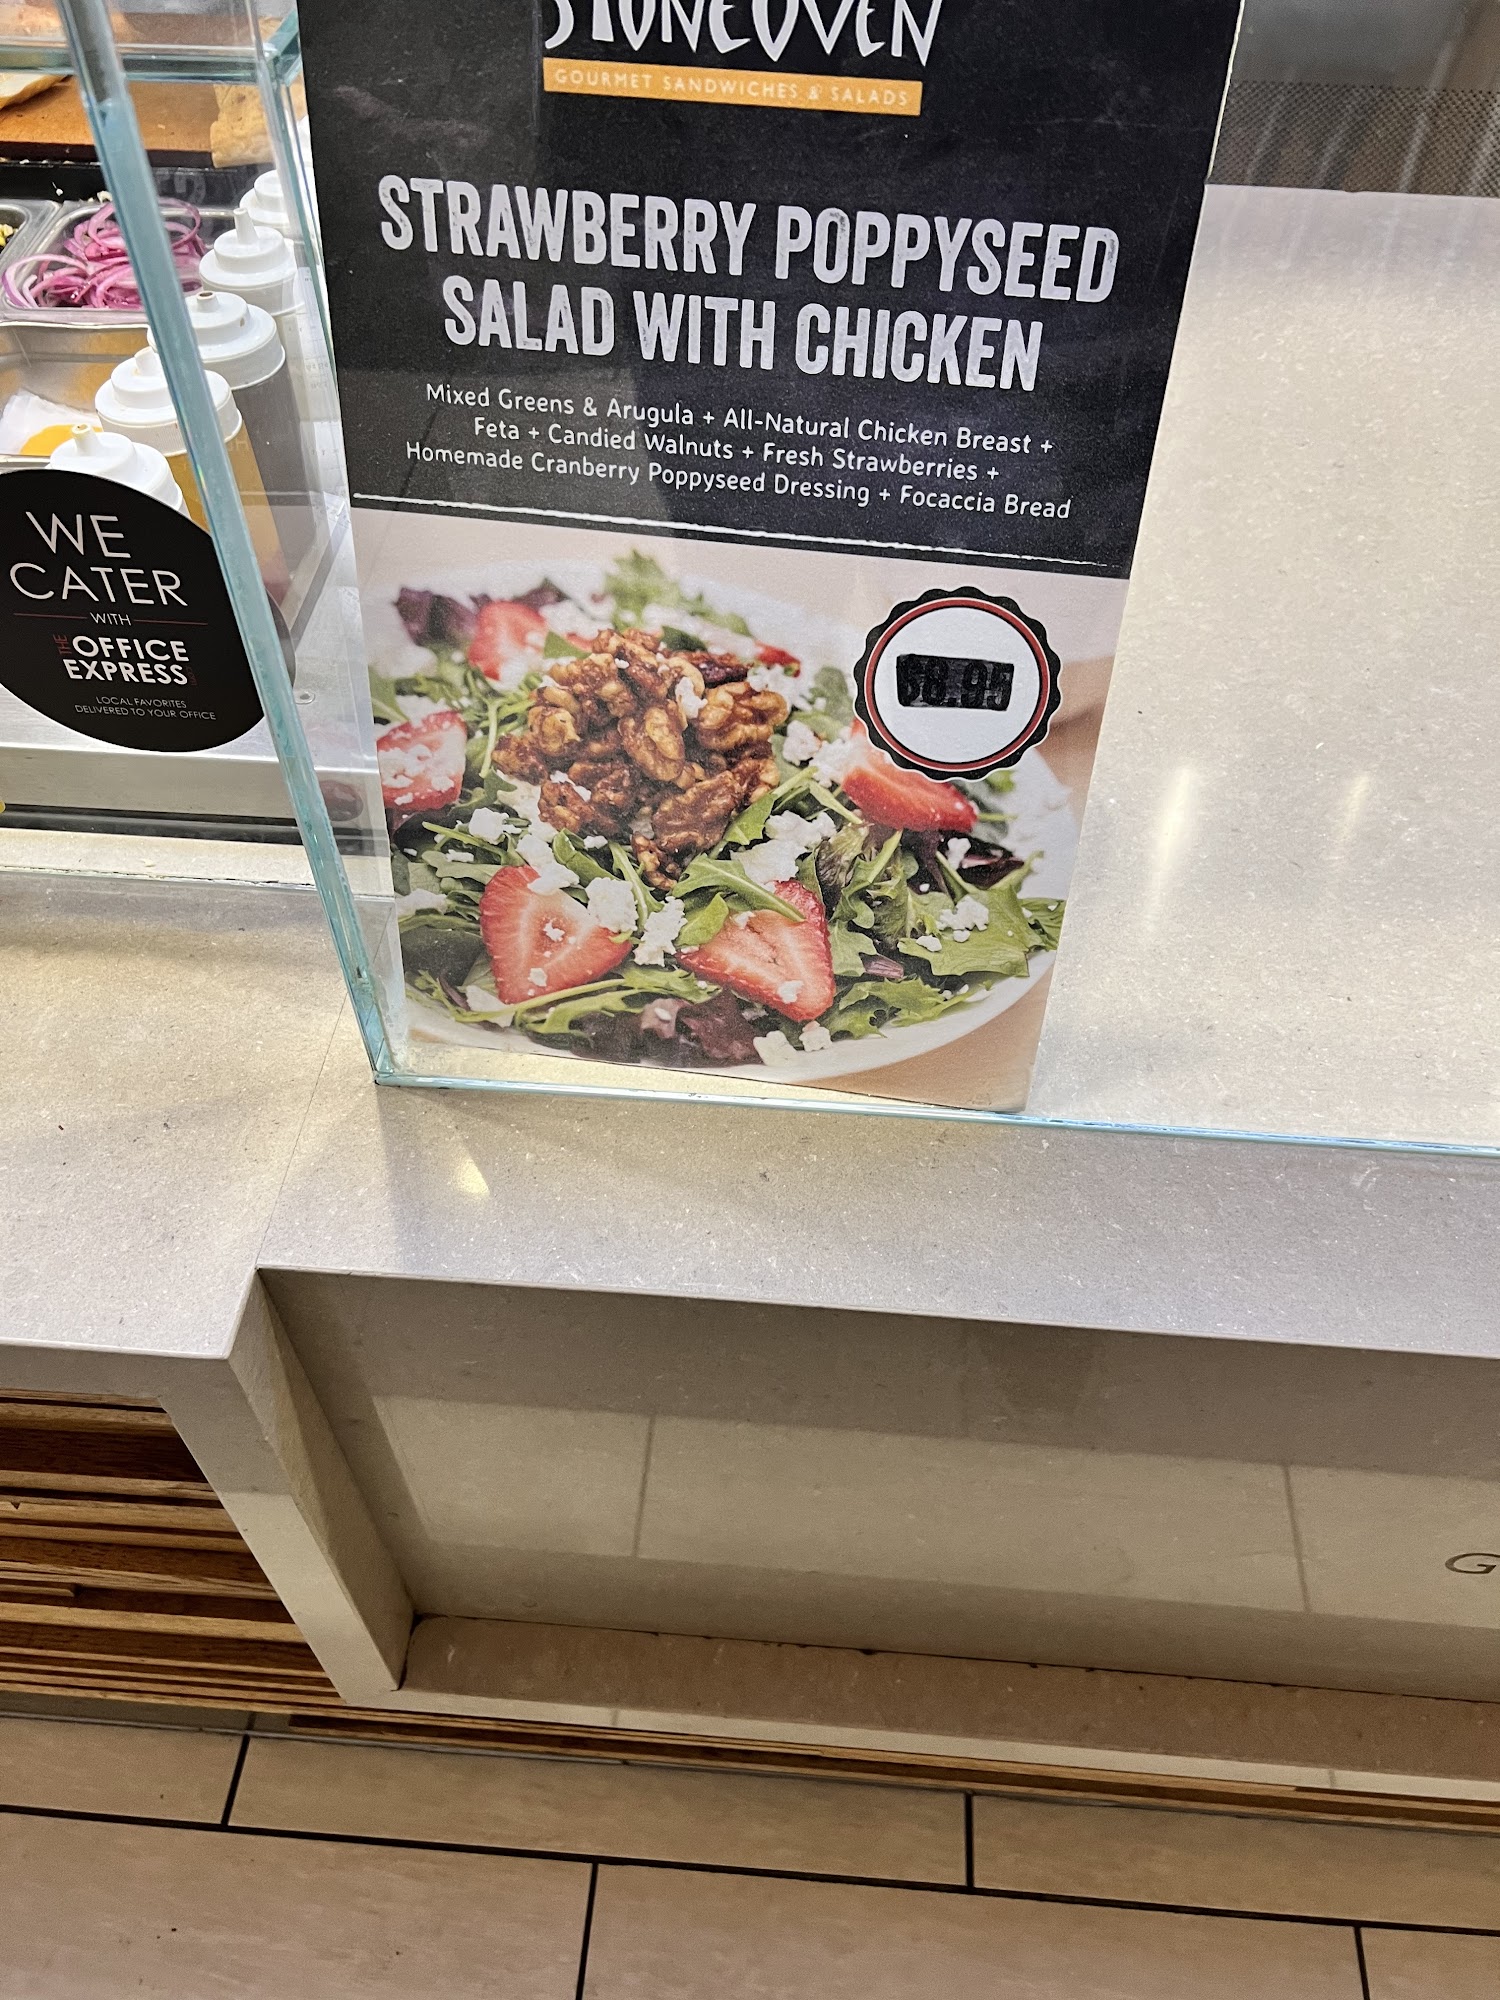 STONEOVEN
GOURMET SANDWICHES & SALADS
STRAWBERRY POPPYSEED
SALAD WITH CHICKEN
Mixed Greens & Arugula + All-Natural Chicken Breast +
Feta + Candied Walnuts + Fresh Strawberries +
Homemade Cranberry Poppyseed Dressing + Focaccia Bread
WE
CATER
WITH
THE OFFICE
EXPRESS
LOCAL FAVORITES
DELIVERED TO YOUR OFFICE
G